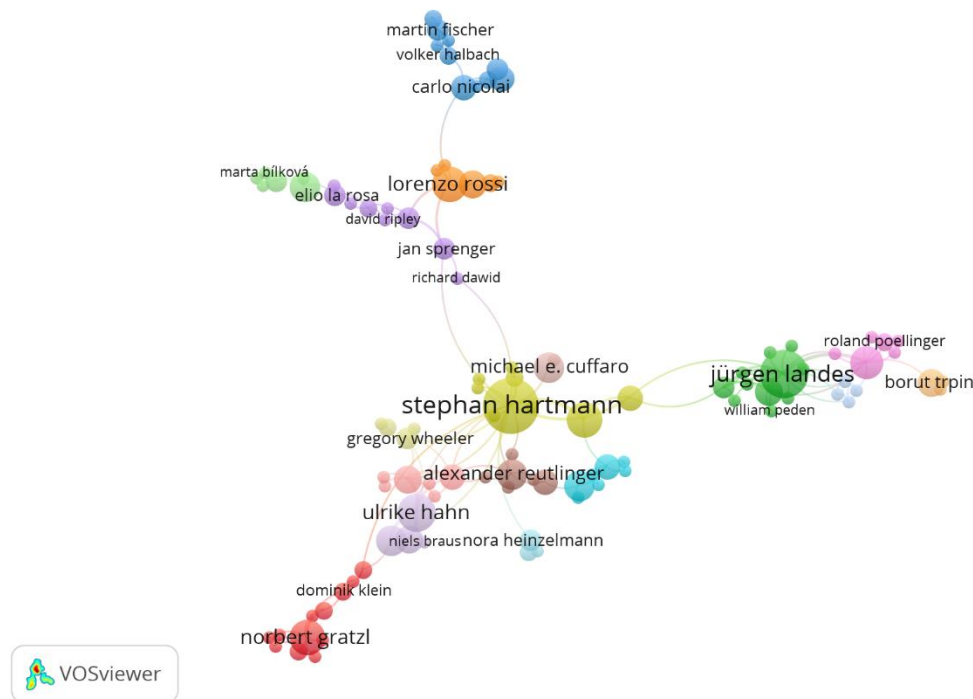 martin fischer
volker halbach
carlo nicolai
marta bílková
lorenzo rossi
elio la rosa
david ripley
jan sprenger
richard dawid
roland poellinger
michael e. cuffaro
jürgen landes
borut trpin
stephan hartmann
william peden
gregory wheeler
alexander reutlinger
ulrike hahn
niels braus
nora heinzelmann
dominik klein
norbert gratzl
VOSviewer